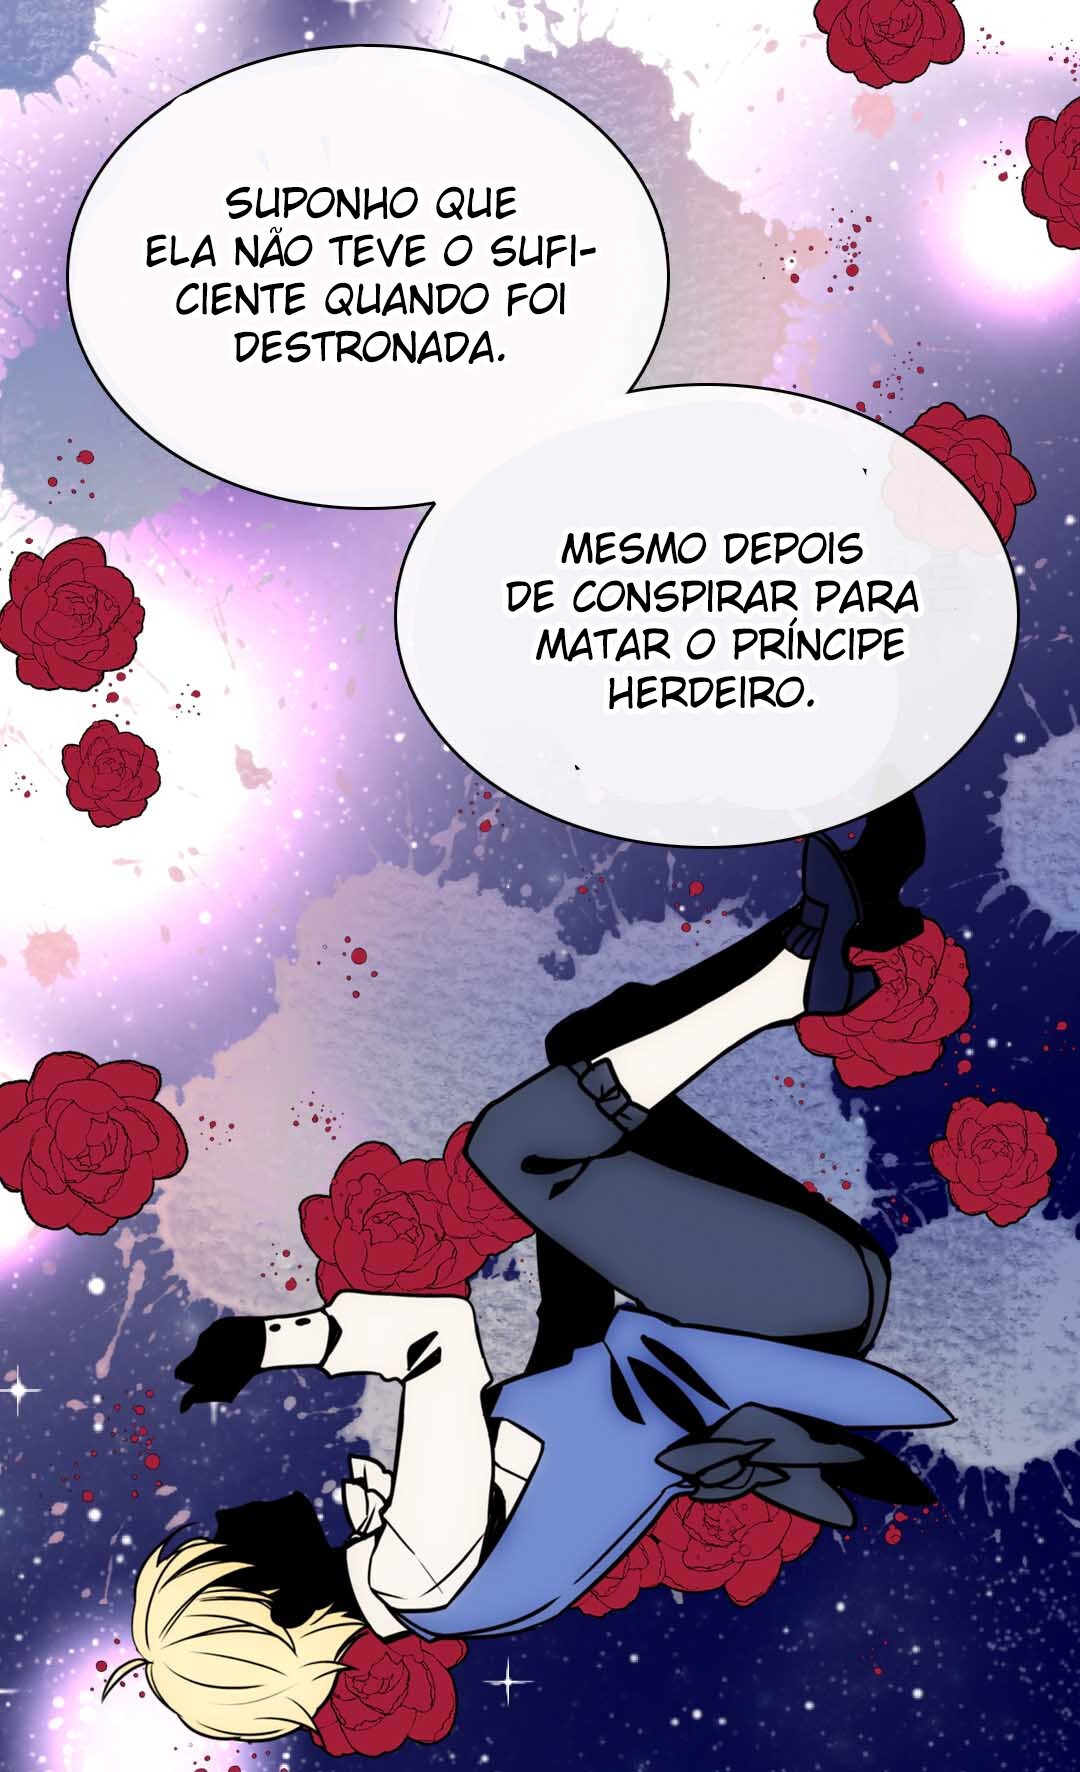 SUPONHO QUE
ELA NÃO TEVE O SUFI-
CIENTE QUANDO FOI
DESTRONADA.
MESMO DEPOIS
DE CONSPIRAR PARA
MATAR O PRÍNCIPE
HERDEIRO.